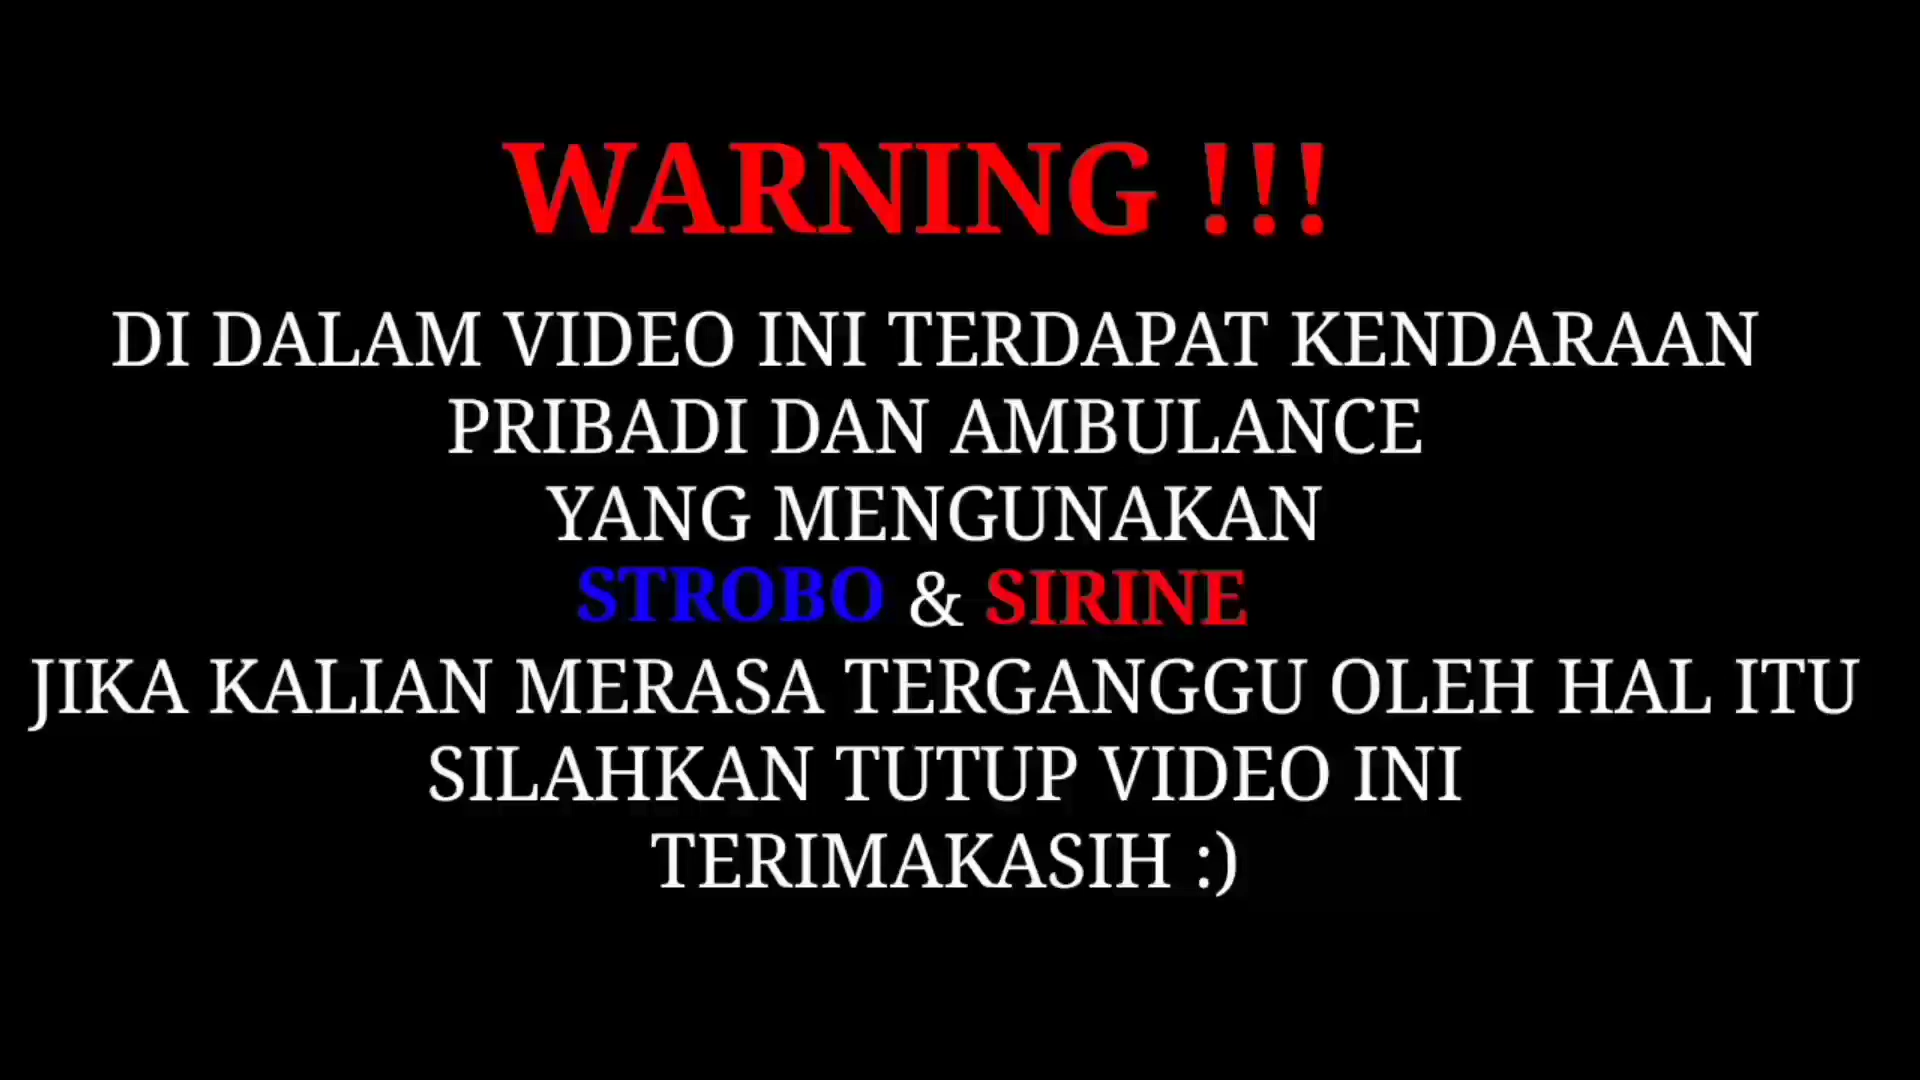 WARNING !!!
DI DALAM VIDEO INI TERDAPAT KENDARAAN
PRIBADI DAN AMBULANCE
YANG MENGUNAKAN
STROBO & SIRINE
JIKA KALIAN MERASA TERGANGGU OLEH HAL ITU
SILAHKAN TUTUP VIDEO INI
TERIMAKASIH :)